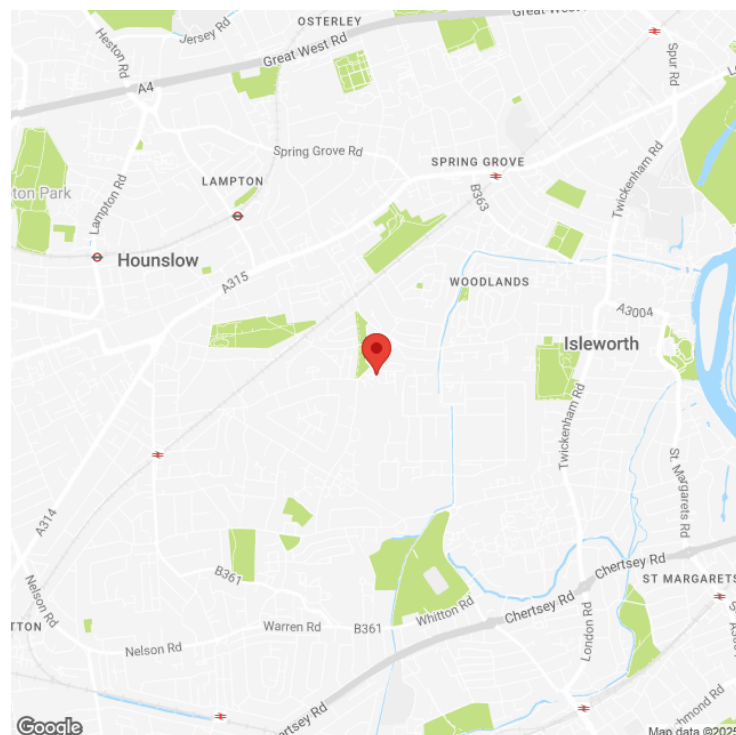 OSTERLEY
Great West Rd
Great West R
Jersey Rd
Heston Rd
Spur Rd
A4
Spring Grove Rd
SPRING GROVE
LAMPTON
B363
Twickenham Rd
ton Park
Lampton Rd
Hounslow
A315
WOODLANDS
A3004
Isleworth
Twickenham Rd
St. Margarets Rd
A314
B361
Chertsey Rd
ST MARGARETS
Nelson Rd
Whitton Rd
Chertsey Rd
TTON
Warren Rd
B361
London Rd
Nelson Rd
Chertsey Rd
chmond Rd
Google
Map data ©2025